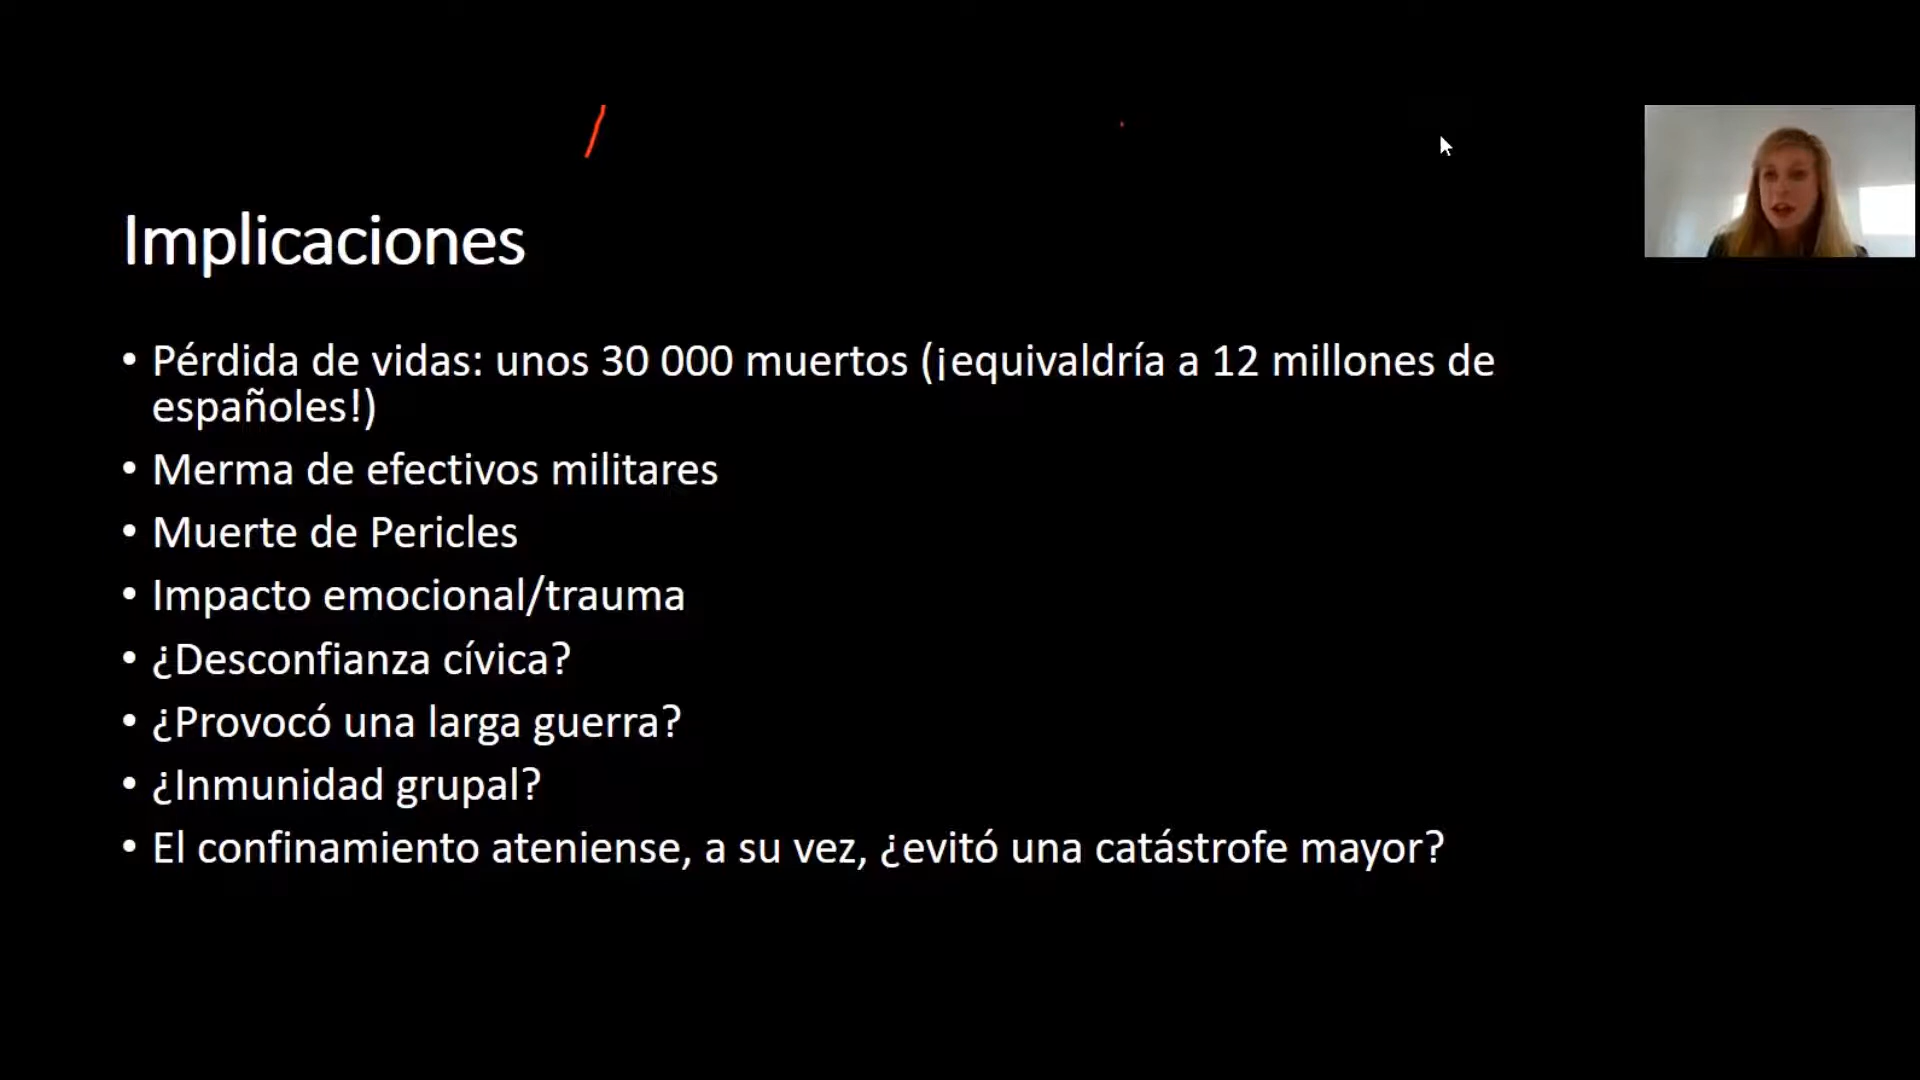 Implicaciones
• Pérdida de vidas: unos 30 000 muertos (¡equivaldría a 12 millones de
españoles!)
• Merma de efectivos militares
• Muerte de Pericles
• Impacto emocional/trauma
• ¿Desconfianza cívica?
• ¿Provocó una larga guerra?
• ¿Inmunidad grupal?
• El confinamiento ateniense, a su vez, ¿evitó una catástrofe mayor?